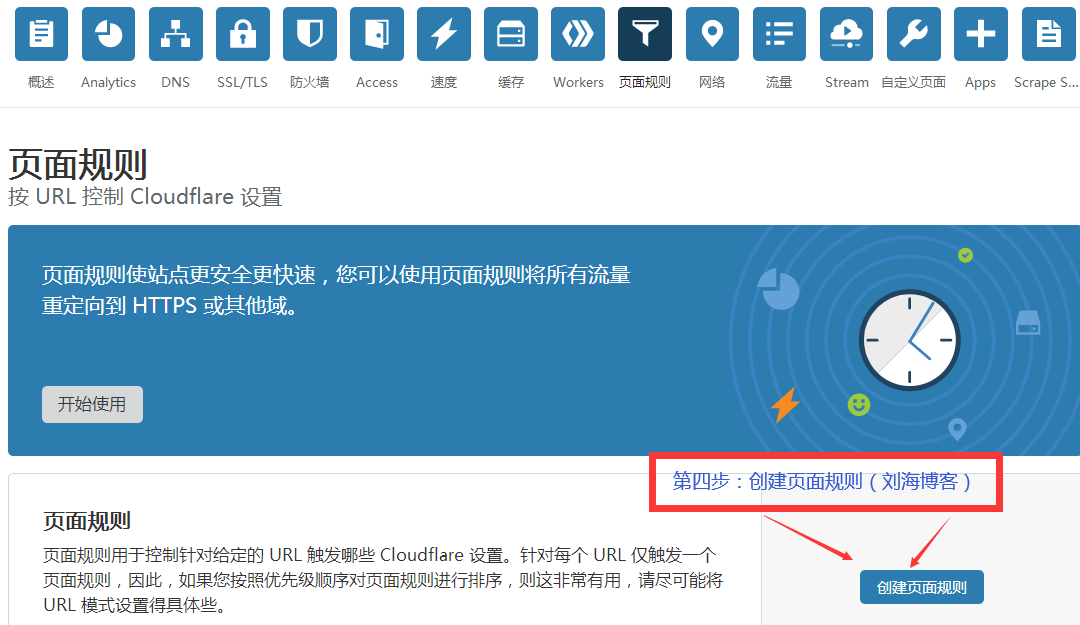 概述 Analytics DNS SSL/TLS 防火墙 Access 速度 缓存 Workers 页面规则 网络 流量 Stream 自定义页面 Apps Scrape S...
页面规则
按 URL 控制 Cloudflare 设置
页面规则使站点更安全更快速，您可以使用页面规则将所有流量
重定向到 HTTPS 或其他域。
开始使用
第四步：创建页面规则（刘海博客）
页面规则
页面规则用于控制针对给定的 URL 触发哪些 Cloudflare 设置。针对每个 URL 仅触发一个
页面规则，因此，如果您按照优先级顺序对页面规则进行排序，则这非常有用，请尽可能将
URL 模式设置得具体些。
创建页面规则